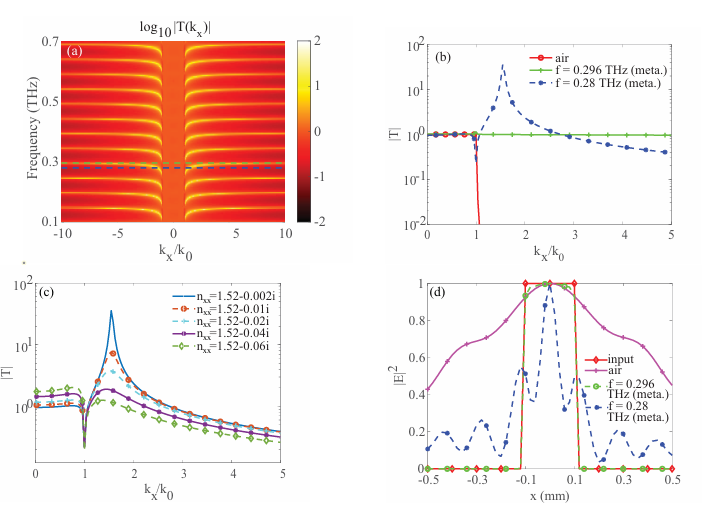 log10|T(kx)|
(a)
0.7
0.5
0.3
0.1
Frequency (THz)
-10
-5
0
5
10
kx/k0
2
1
0
-1
-2
(b)
air
f = 0.296 THz (meta.)
f = 0.28 THz (meta.)
10^2
10^1
10^0
10^-1
10^-2
|T|
0
1
2
3
4
5
kx/k0
(c)
nxx=1.52-0.002i
nxx=1.52-0.01i
nxx=1.52-0.02i
nxx=1.52-0.04i
nxx=1.52-0.06i
10^2
10^1
10^0
|T|
0
1
2
3
4
5
kx/k0
(d)
input
air
f = 0.296
THz (meta.)
f = 0.28
THz (meta.)
1
0.8
0.6
0.4
0.2
0
|E|^2
-0.5
-0.3
-0.1
0.1
0.3
0.5
x (mm)